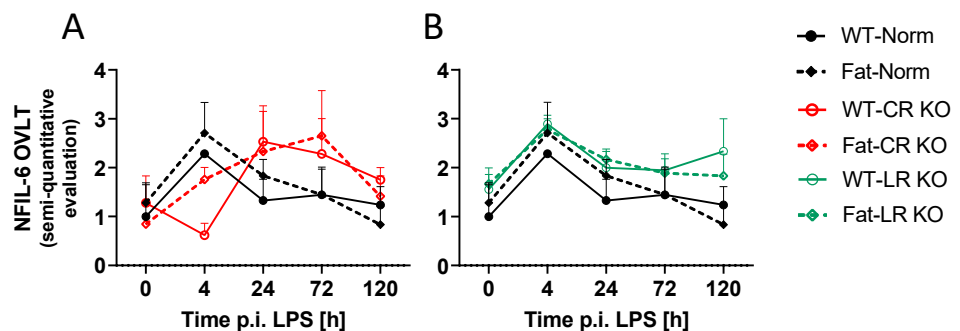 A
B
NFIL-6 OVLT
(semi-quantitative
evaluation)
4
3
2
1
0
0 4 24 72 120
Time p.i. LPS [h]
4
3
2
1
0
0 4 24 72 120
Time p.i. LPS [h]
WT-Norm
Fat-Norm
WT-CR KO
Fat-CR KO
WT-LR KO
Fat-LR KO